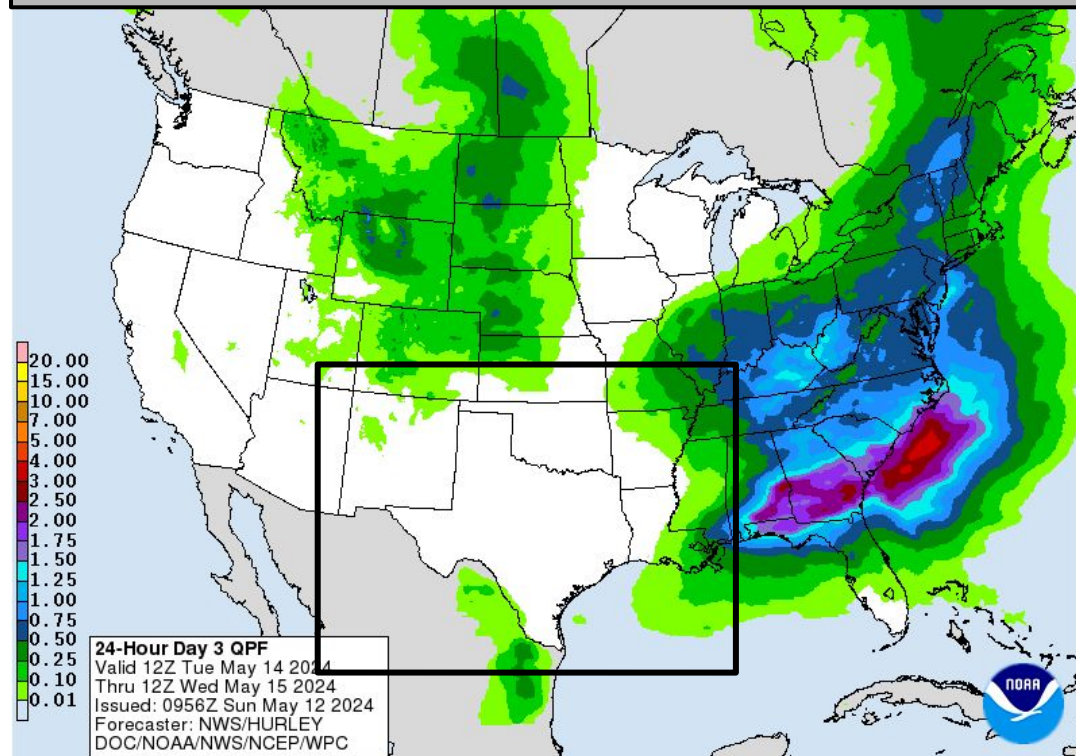 20.00
15.00
10.00
7.00
5.00
4.00
3.00
2.50
2.00
1.75
1.50
1.25
1.00
0.75
0.50
0.25
0.10
0.01
24-Hour Day 3 QPF
Valid 12Z Tue May 14 2024
Thru 12Z Wed May 15 2024
Issued: 0956Z Sun May 12 2024
Forecaster: NWS/HURLEY
DOC/NOAA/NWS/NCEP/WPC
NOAA